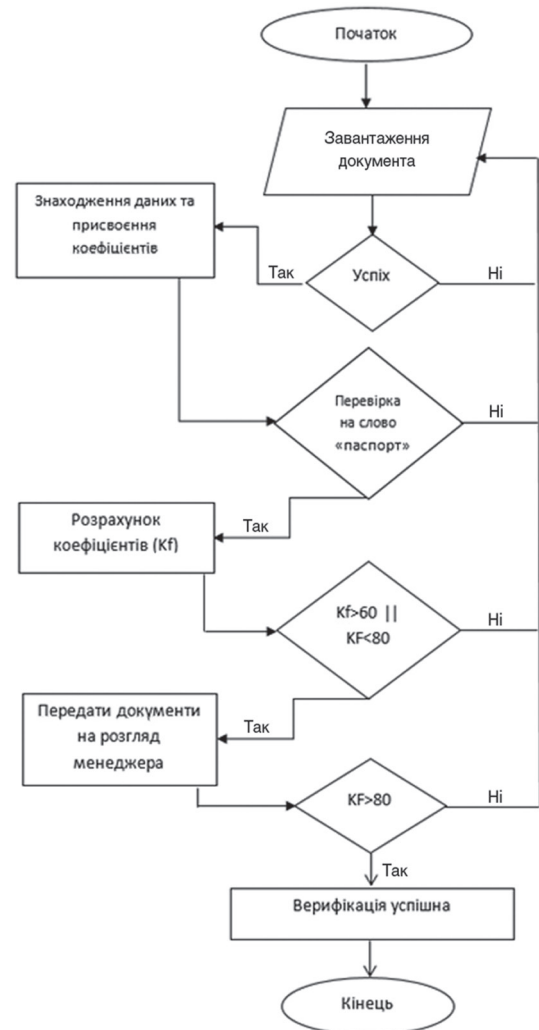 Початок
Завантаження
документа
Знаходження даних та
присвоєння
коефіцієнтів
Так
Успіх
Ні
Перевірка
на слово
«паспорт»
Ні
Так
Розрахунок
коефіцієнтів (Kf)
Kf>60 ||
KF<80
Ні
Так
Передати документи
на розгляд
менеджера
KF>80
Ні
Так
Верифікація успішна
Кінець